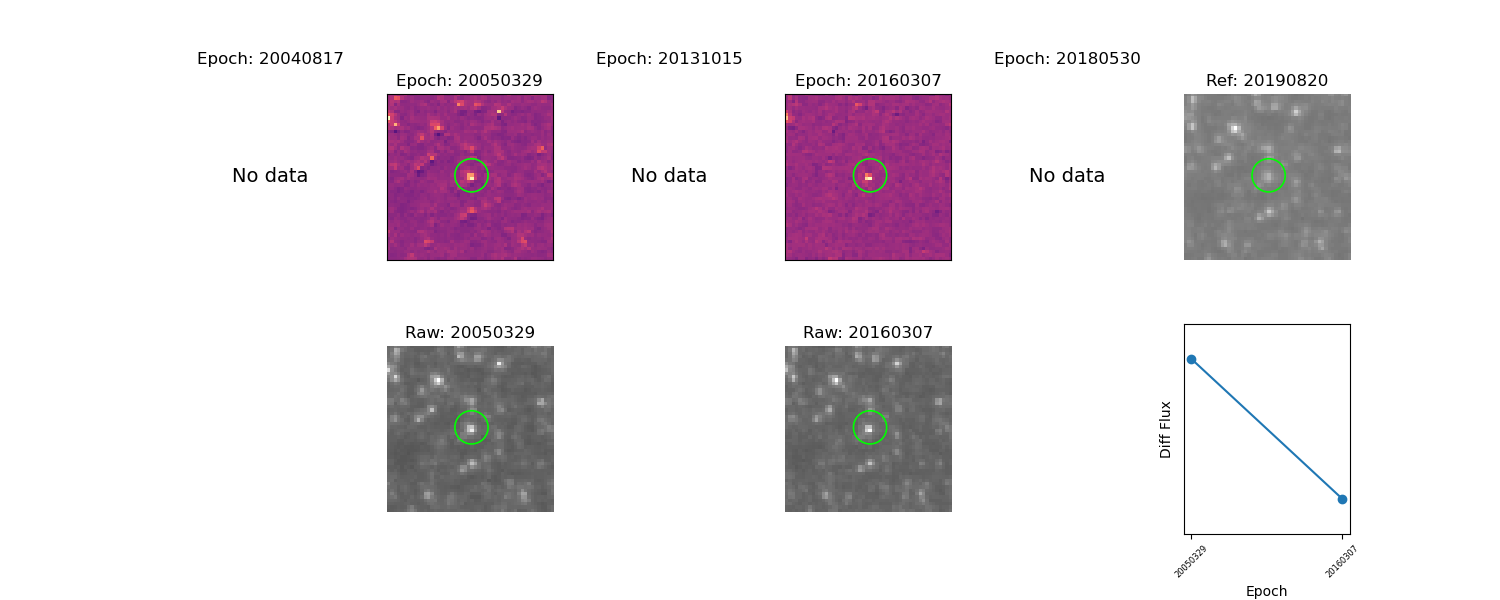 Epoch: 20040817
Epoch: 20131015
Epoch: 20180530
Epoch: 20050329
Epoch: 20160307
Ref: 20190820
No data
No data
No data
Raw: 20050329
Raw: 20160307
Diff Flux
20050329
20160307
Epoch